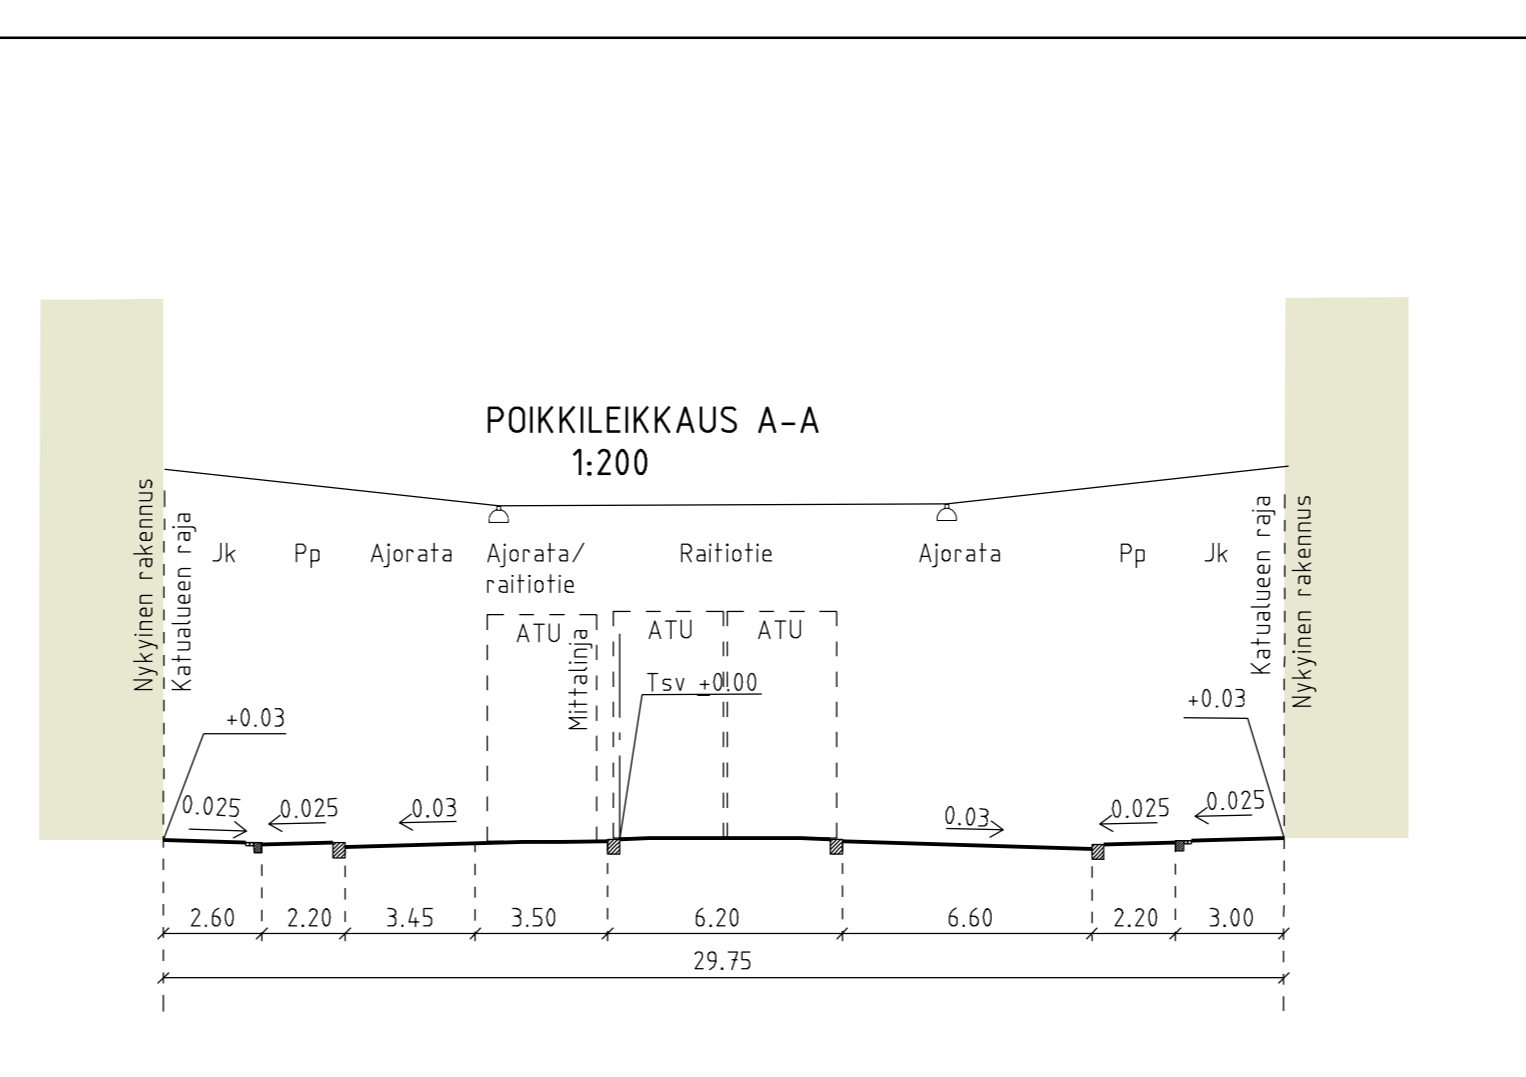 POIKKILEIKKAUS A-A
1:200
Nykyinen rakennus
Katualueen raja
Jk
Pp
Ajorata
Ajorata/
raitiotie
Raitiotie
Ajorata
Pp
Jk
Katualueen raja
Nykyinen rakennus
ATU
Mittalinja
ATU
ATU
Tsv +0.00
+0.03
+0.03
0.025
0.025
0.03
0.03
0.025
0.025
2.60
2.20
3.45
3.50
6.20
6.60
2.20
3.00
29.75